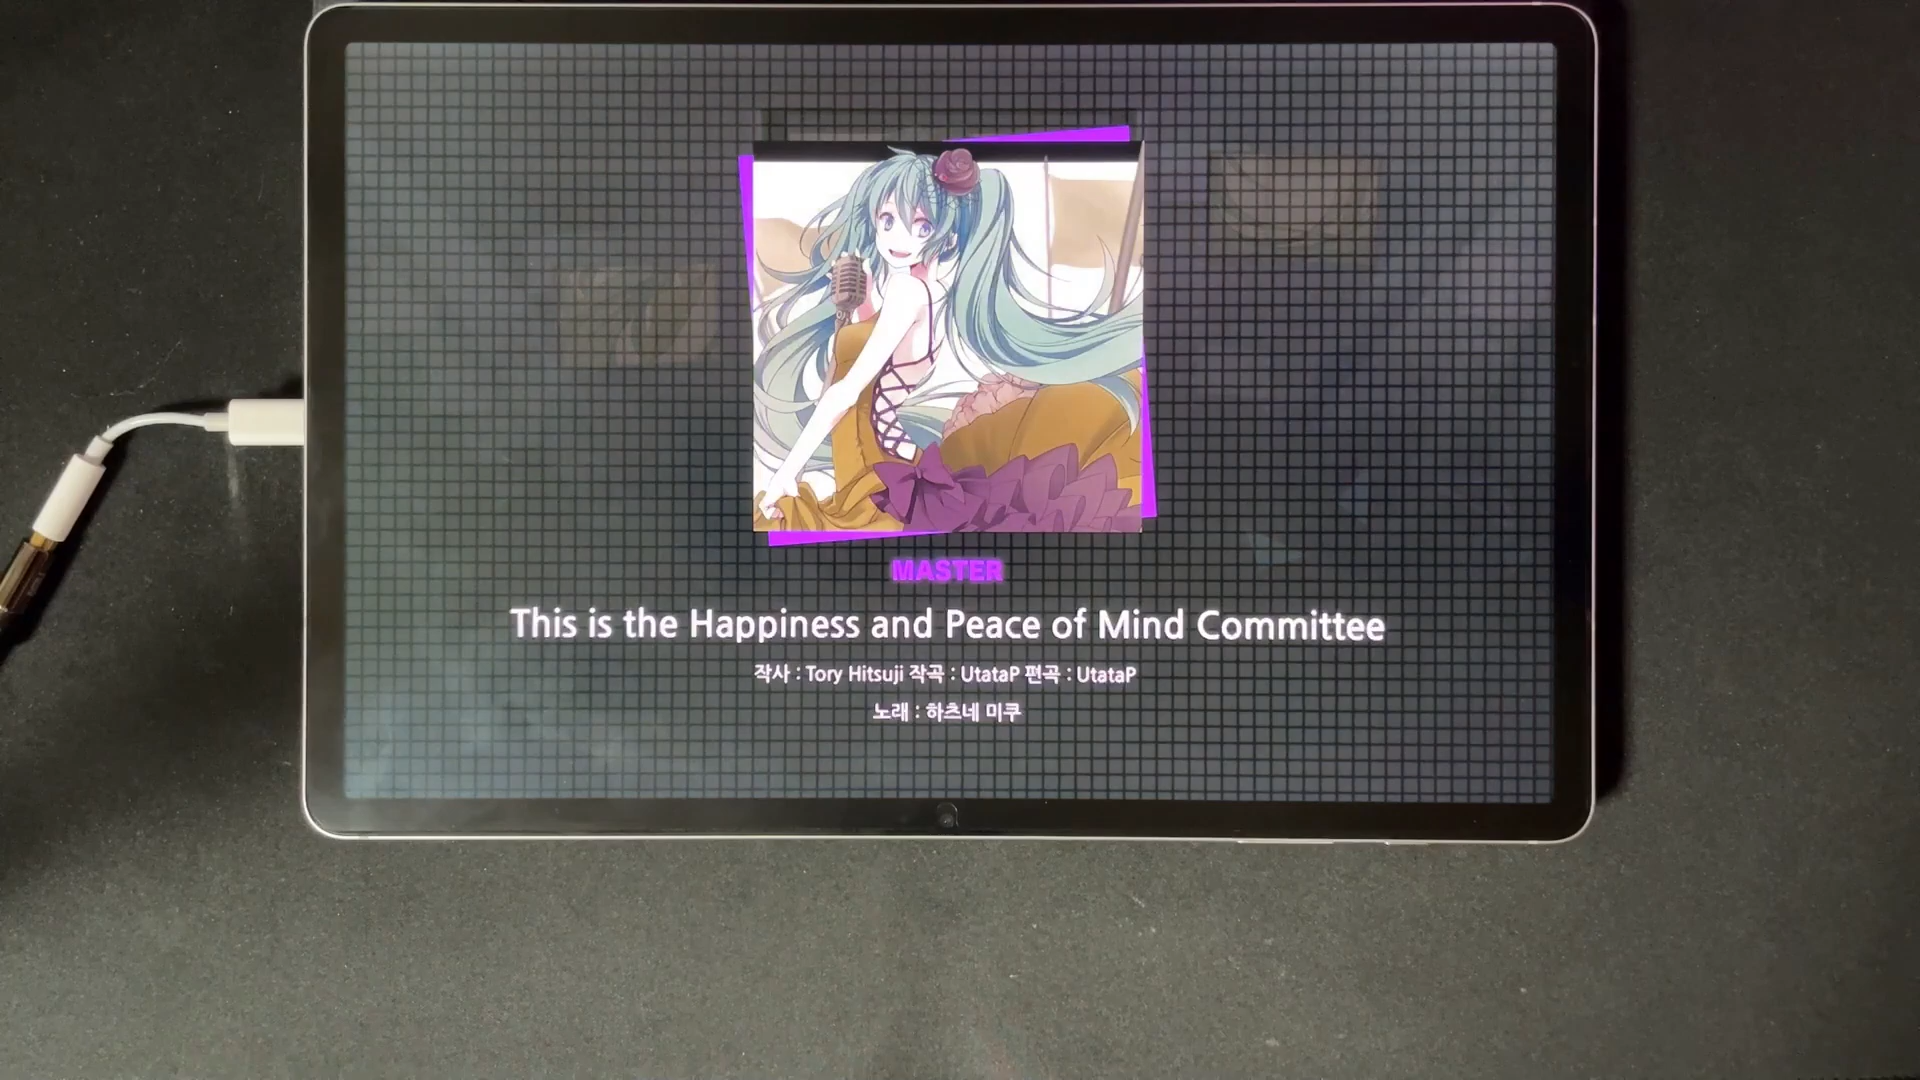 MASTER
This is the Happiness and Peace of Mind Committee
작사 : Tory Hitsuji 작곡 : UtataP 편곡 : UtataP
노래 : 하츠네 미쿠